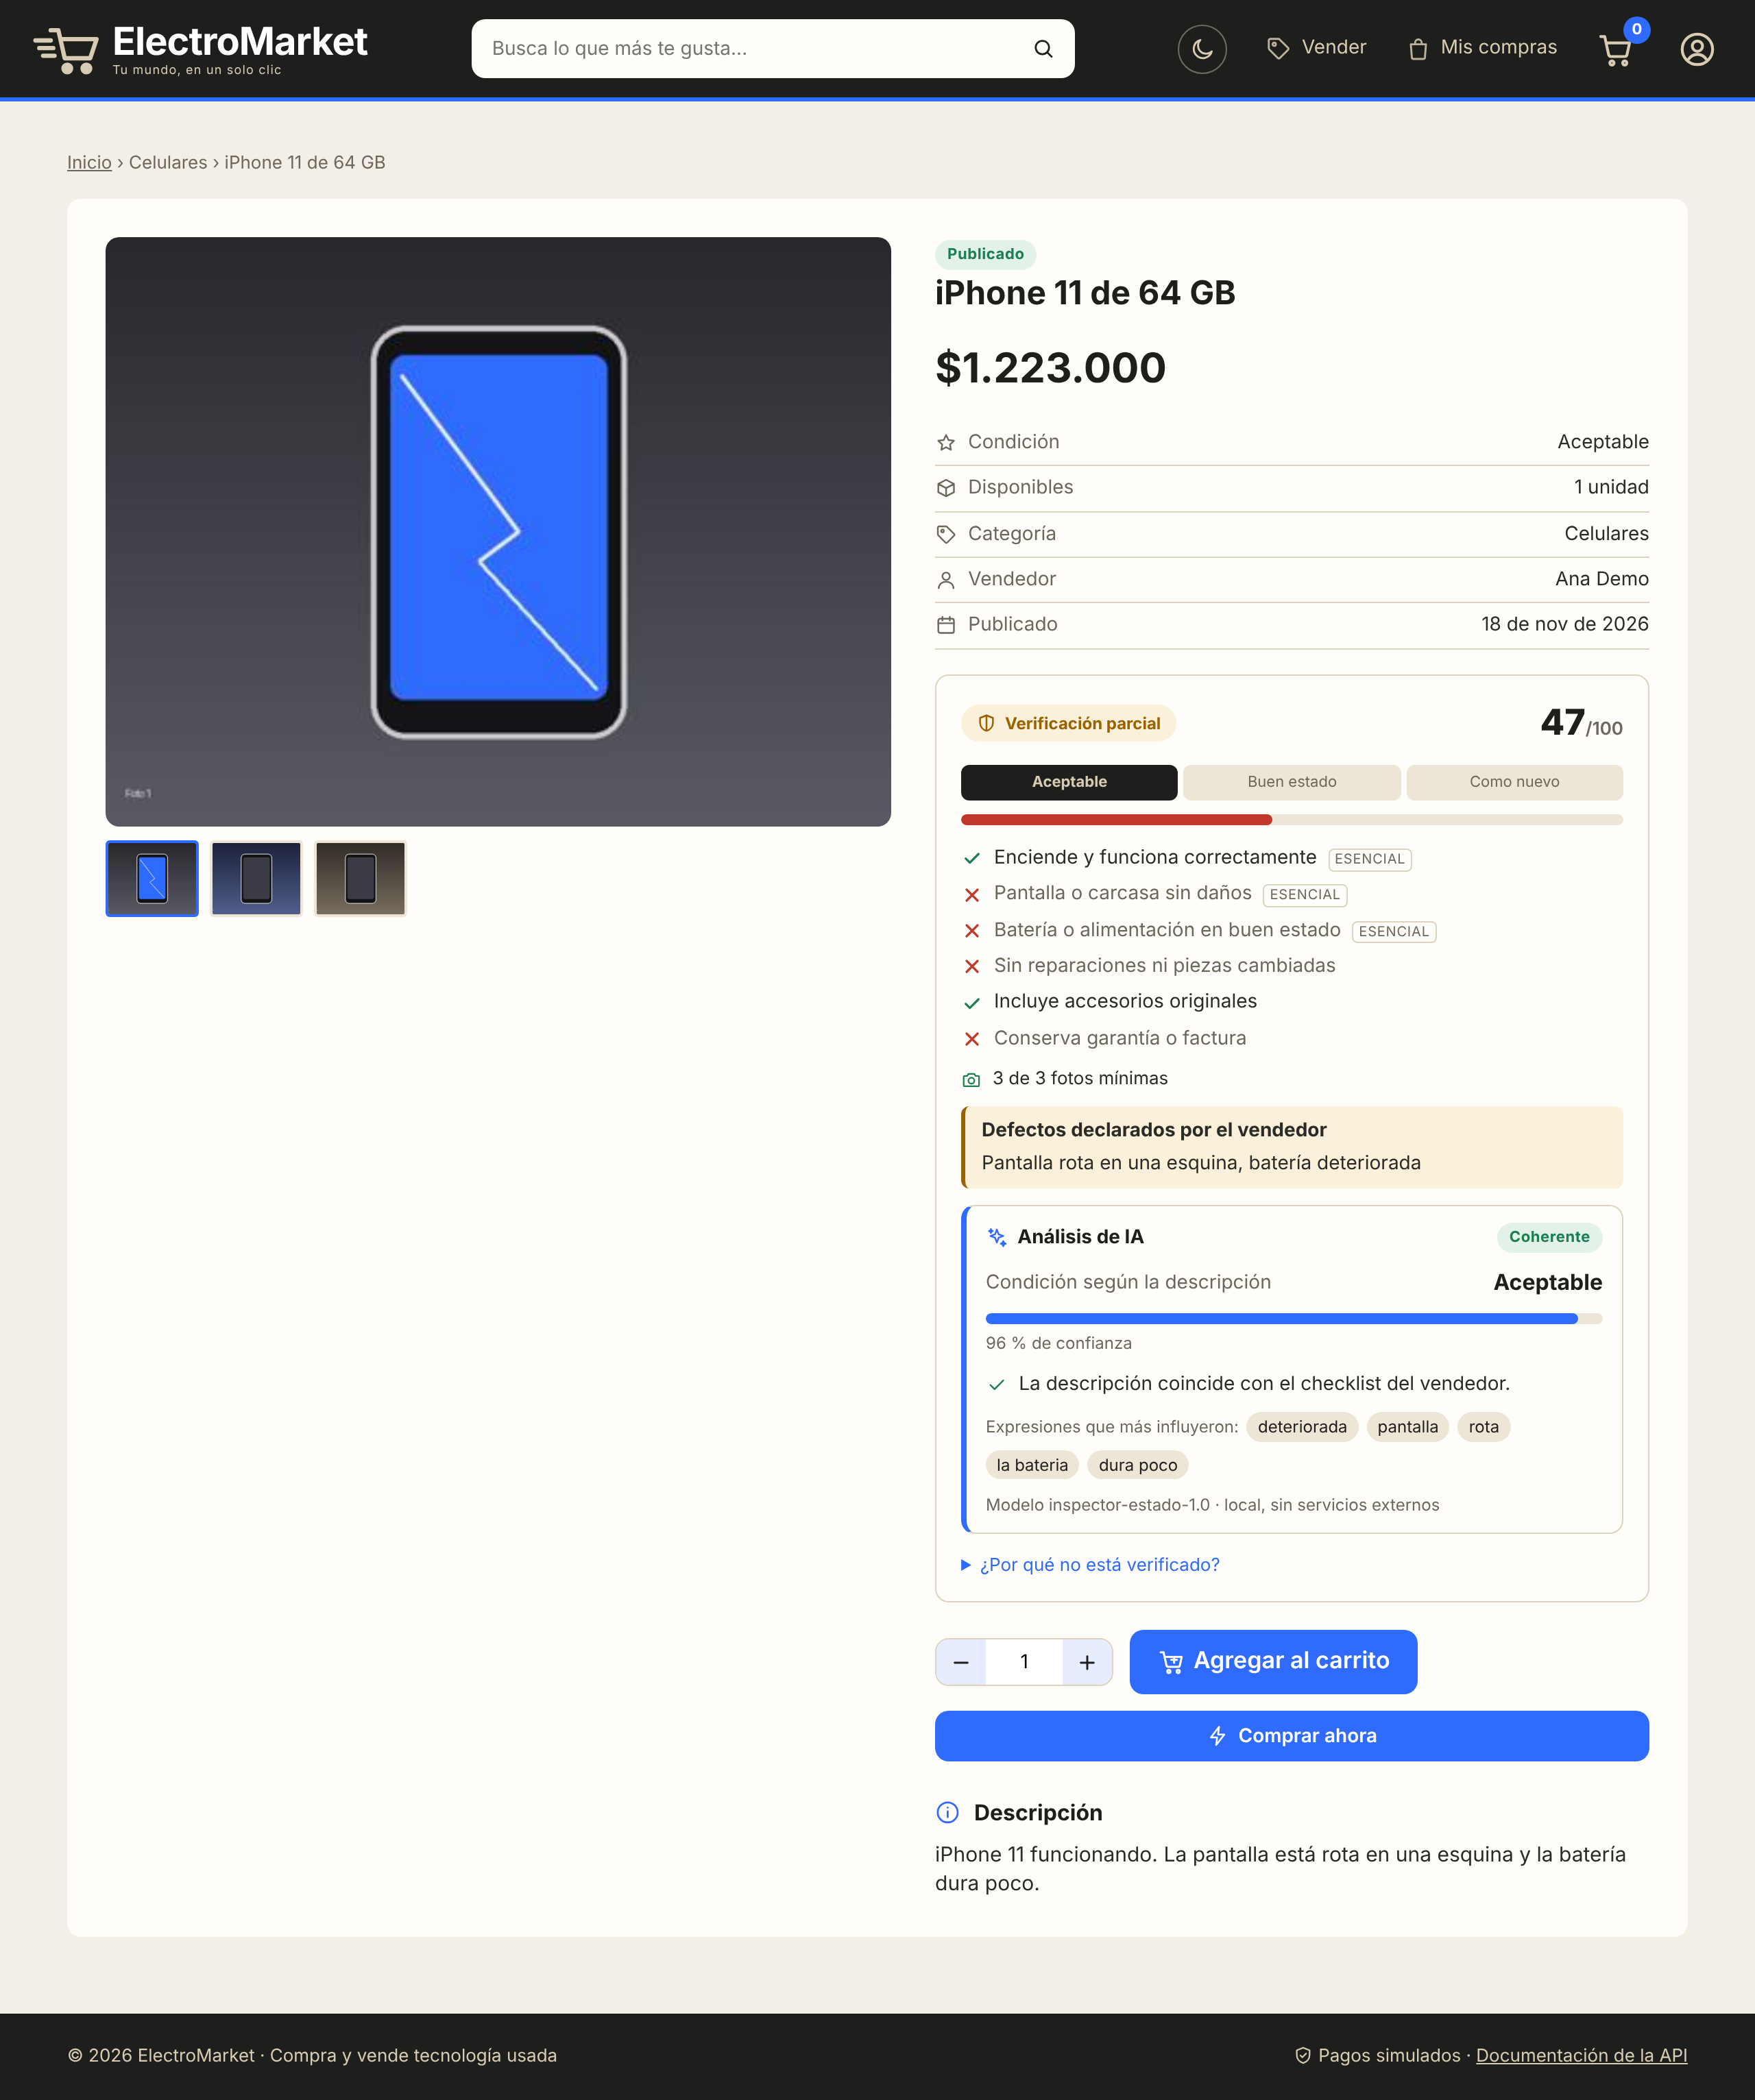 ElectroMarket
Tu mundo, en un solo clic
Busca lo que más te gusta...
Vender
Mis compras
0
Inicio › Celulares › iPhone 11 de 64 GB
Foto 1
Publicado
iPhone 11 de 64 GB
$1.223.000
Condición Aceptable
Disponibles 1 unidad
Categoría Celulares
Vendedor Ana Demo
Publicado 18 de nov de 2026
Verificación parcial 47/100
Aceptable Buen estado Como nuevo
Enciende y funciona correctamente ESENCIAL
Pantalla o carcasa sin daños ESENCIAL
Batería o alimentación en buen estado ESENCIAL
Sin reparaciones ni piezas cambiadas
Incluye accesorios originales
Conserva garantía o factura
3 de 3 fotos mínimas
Defectos declarados por el vendedor
Pantalla rota en una esquina, batería deteriorada
Análisis de IA Coherente
Condición según la descripción Aceptable
96 % de confianza
La descripción coincide con el checklist del vendedor.
Expresiones que más influyeron: deteriorada pantalla rota
la bateria dura poco
Modelo inspector-estado-1.0 · local, sin servicios externos
¿Por qué no está verificado?
− 1 + Agregar al carrito
Comprar ahora
Descripción
iPhone 11 funcionando. La pantalla está rota en una esquina y la batería
dura poco.
© 2026 ElectroMarket · Compra y vende tecnología usada
Pagos simulados · Documentación de la API